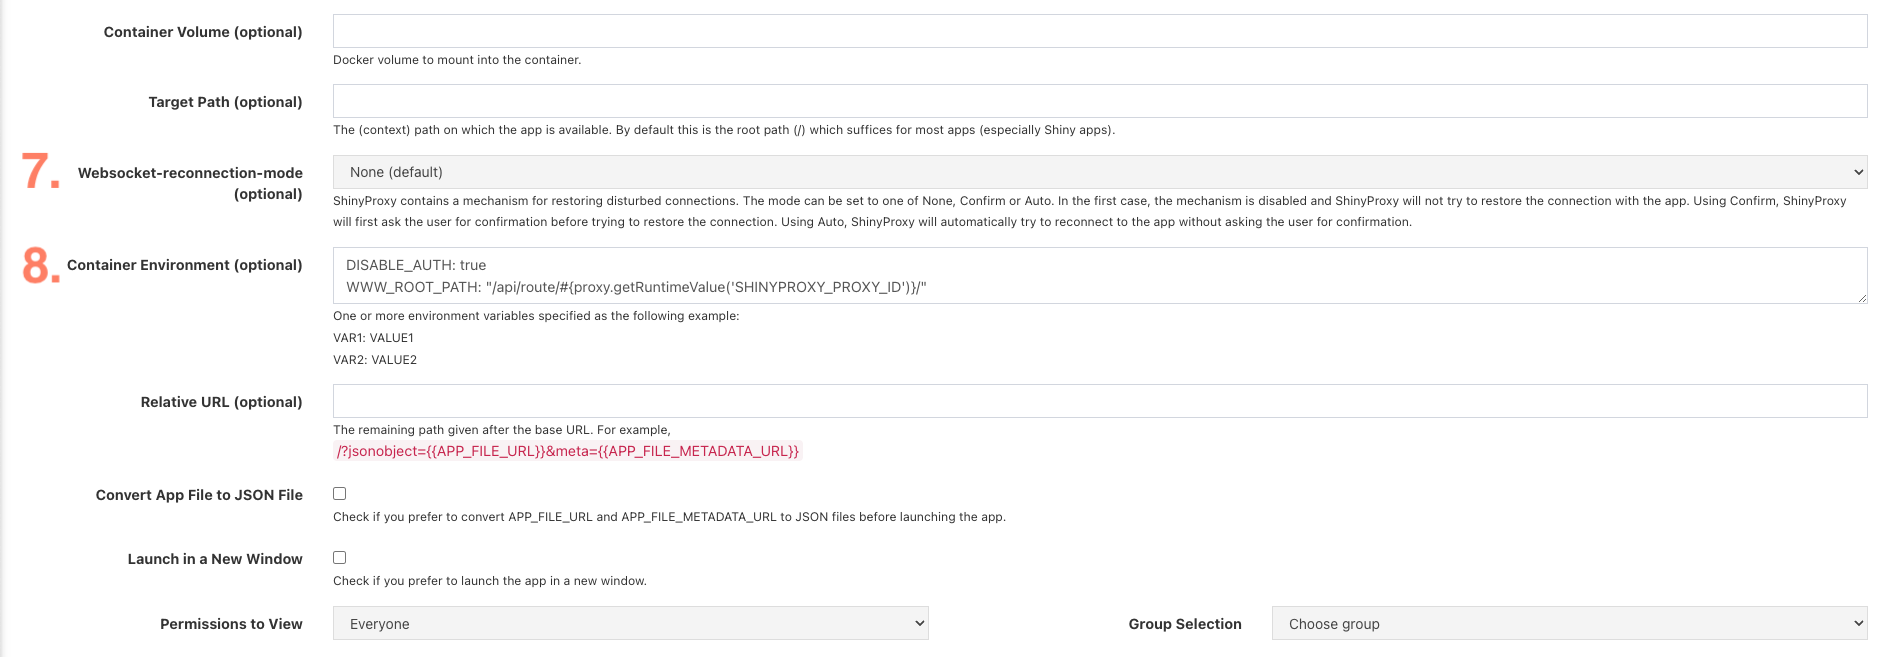 Container Volume (optional)
Docker volume to mount into the container.
Target Path (optional)
The (context) path on which the app is available. By default this is the root path (/) which suffices for most apps (especially Shiny apps).
7. Websocket-reconnection-mode (optional)
None (default)
ShinyProxy contains a mechanism for restoring disturbed connections. The mode can be set to one of None, Confirm or Auto. In the first case, the mechanism is disabled and ShinyProxy will not try to restore the connection with the app. Using Confirm, ShinyProxy
will first ask the user for confirmation before trying to restore the connection. Using Auto, ShinyProxy will automatically try to reconnect to the app without asking the user for confirmation.
8. Container Environment (optional)
DISABLE_AUTH: true
WWW_ROOT_PATH: "/api/route/#{proxy.getRuntimeValue('SHINYPROXY_PROXY_ID')}/"
One or more environment variables specified as the following example:
VAR1: VALUE1
VAR2: VALUE2
Relative URL (optional)
The remaining path given after the base URL. For example,
/?jsonobject={{APP_FILE_URL}}&meta={{APP_FILE_METADATA_URL}}
Convert App File to JSON File
Check if you prefer to convert APP_FILE_URL and APP_FILE_METADATA_URL to JSON files before launching the app.
Launch in a New Window
Check if you prefer to launch the app in a new window.
Permissions to View
Everyone
Group Selection
Choose group